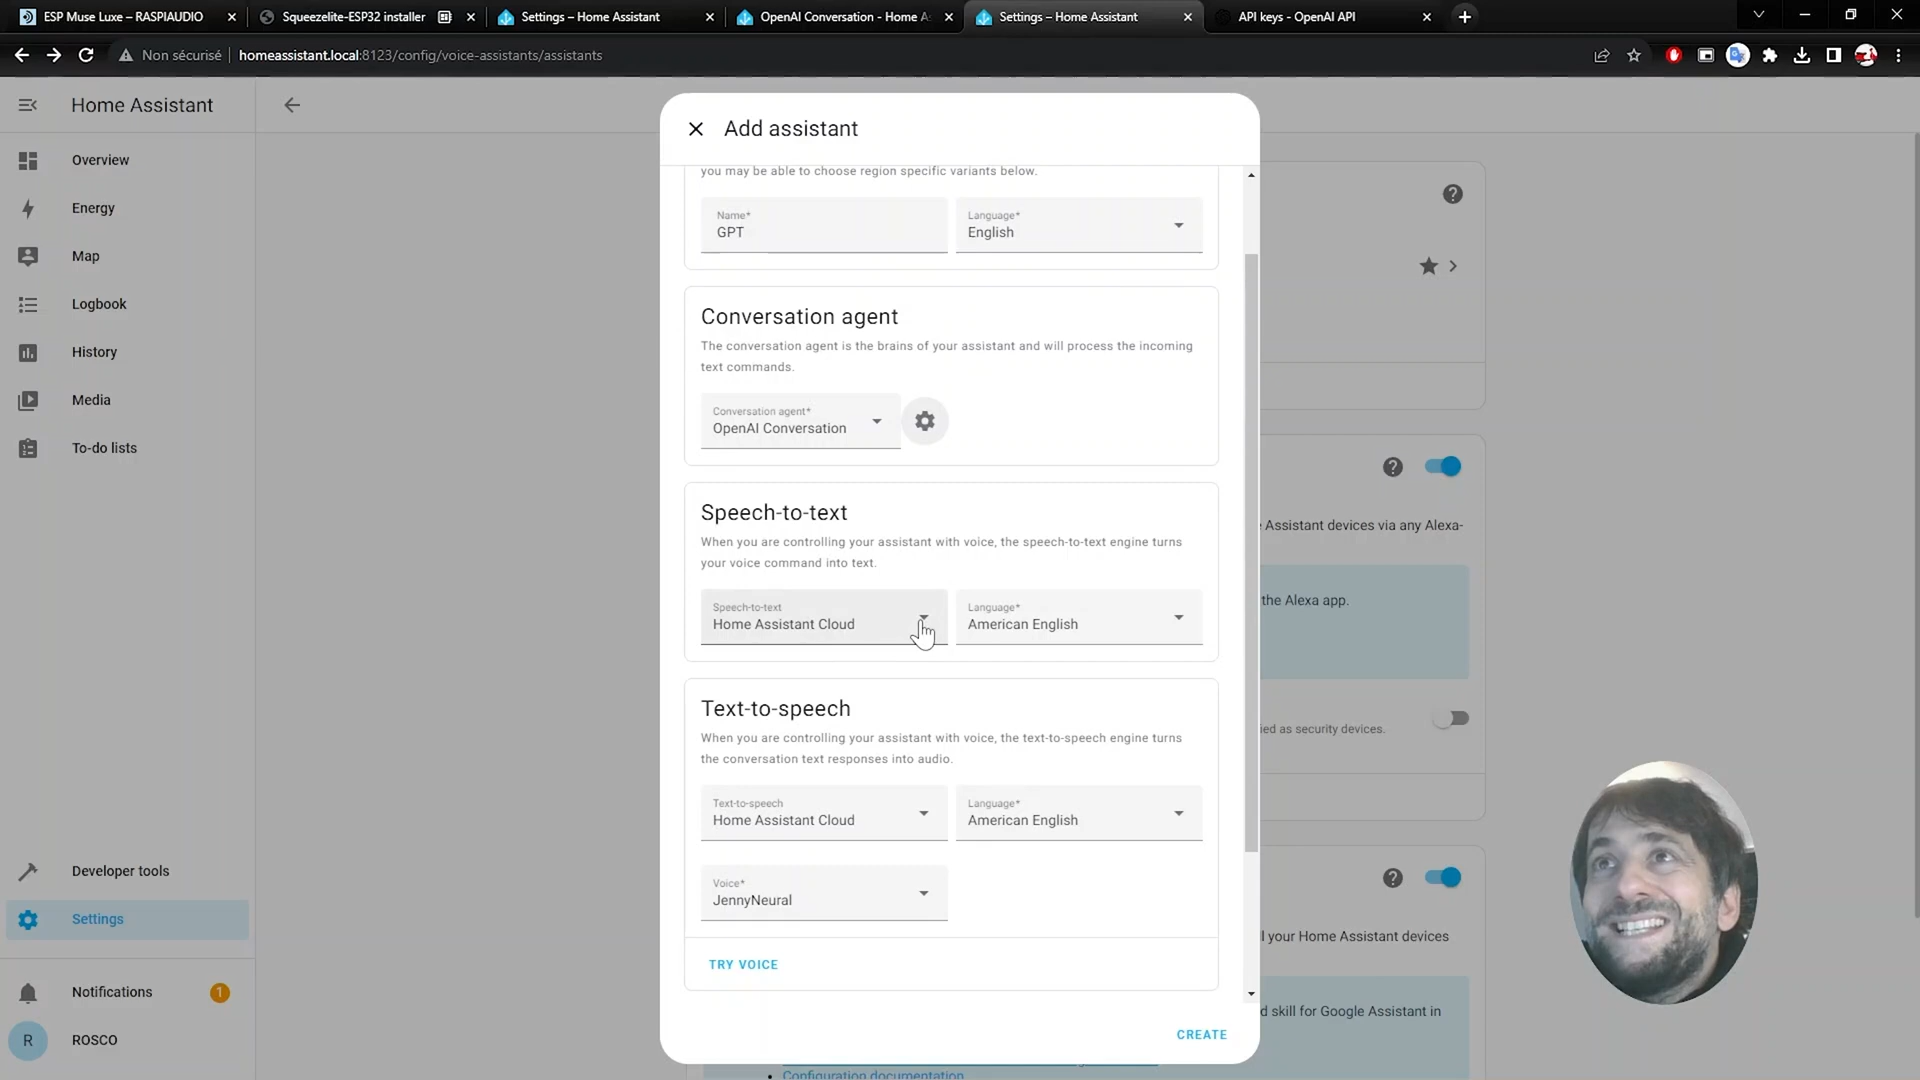 ESP Muse Luxe – RASPIAUDIO
Squeezelite-ESP32 installer
Settings – Home Assistant
OpenAI Conversation - Home As
Settings – Home Assistant
API keys - OpenAI API
Non sécurisé
homeassistant.local:8123/config/voice-assistants/assistants
Home Assistant
Overview
Energy
Map
Logbook
History
Media
To-do lists
Developer tools
Settings
Notifications
1
R
ROSCO
Add assistant
you may be able to choose region specific variants below.
Name*
GPT
Language*
English
Conversation agent
The conversation agent is the brains of your assistant and will process the incoming
text commands.
Conversation agent*
OpenAI Conversation
Speech-to-text
When you are controlling your assistant with voice, the speech-to-text engine turns
your voice command into text.
Speech-to-text
Home Assistant Cloud
Language*
American English
Text-to-speech
When you are controlling your assistant with voice, the text-to-speech engine turns
the conversation text responses into audio.
Text-to-speech
Home Assistant Cloud
Language*
American English
Voice*
JennyNeural
TRY VOICE
CREATE
Assistant devices via any Alexa-
the Alexa app.
ied as security devices.
l your Home Assistant devices
d skill for Google Assistant in
Configuration documentation